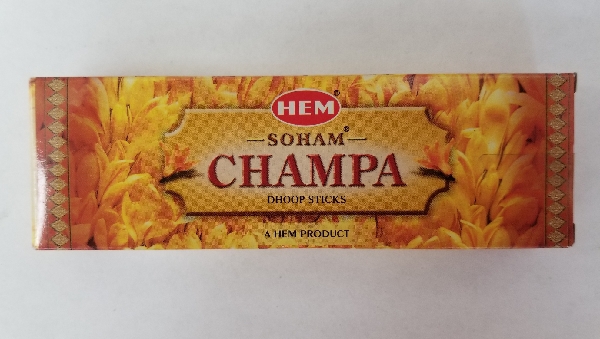 HEM®
SOHAM®
CHAMPA
DHOOP STICKS
A HEM PRODUCT